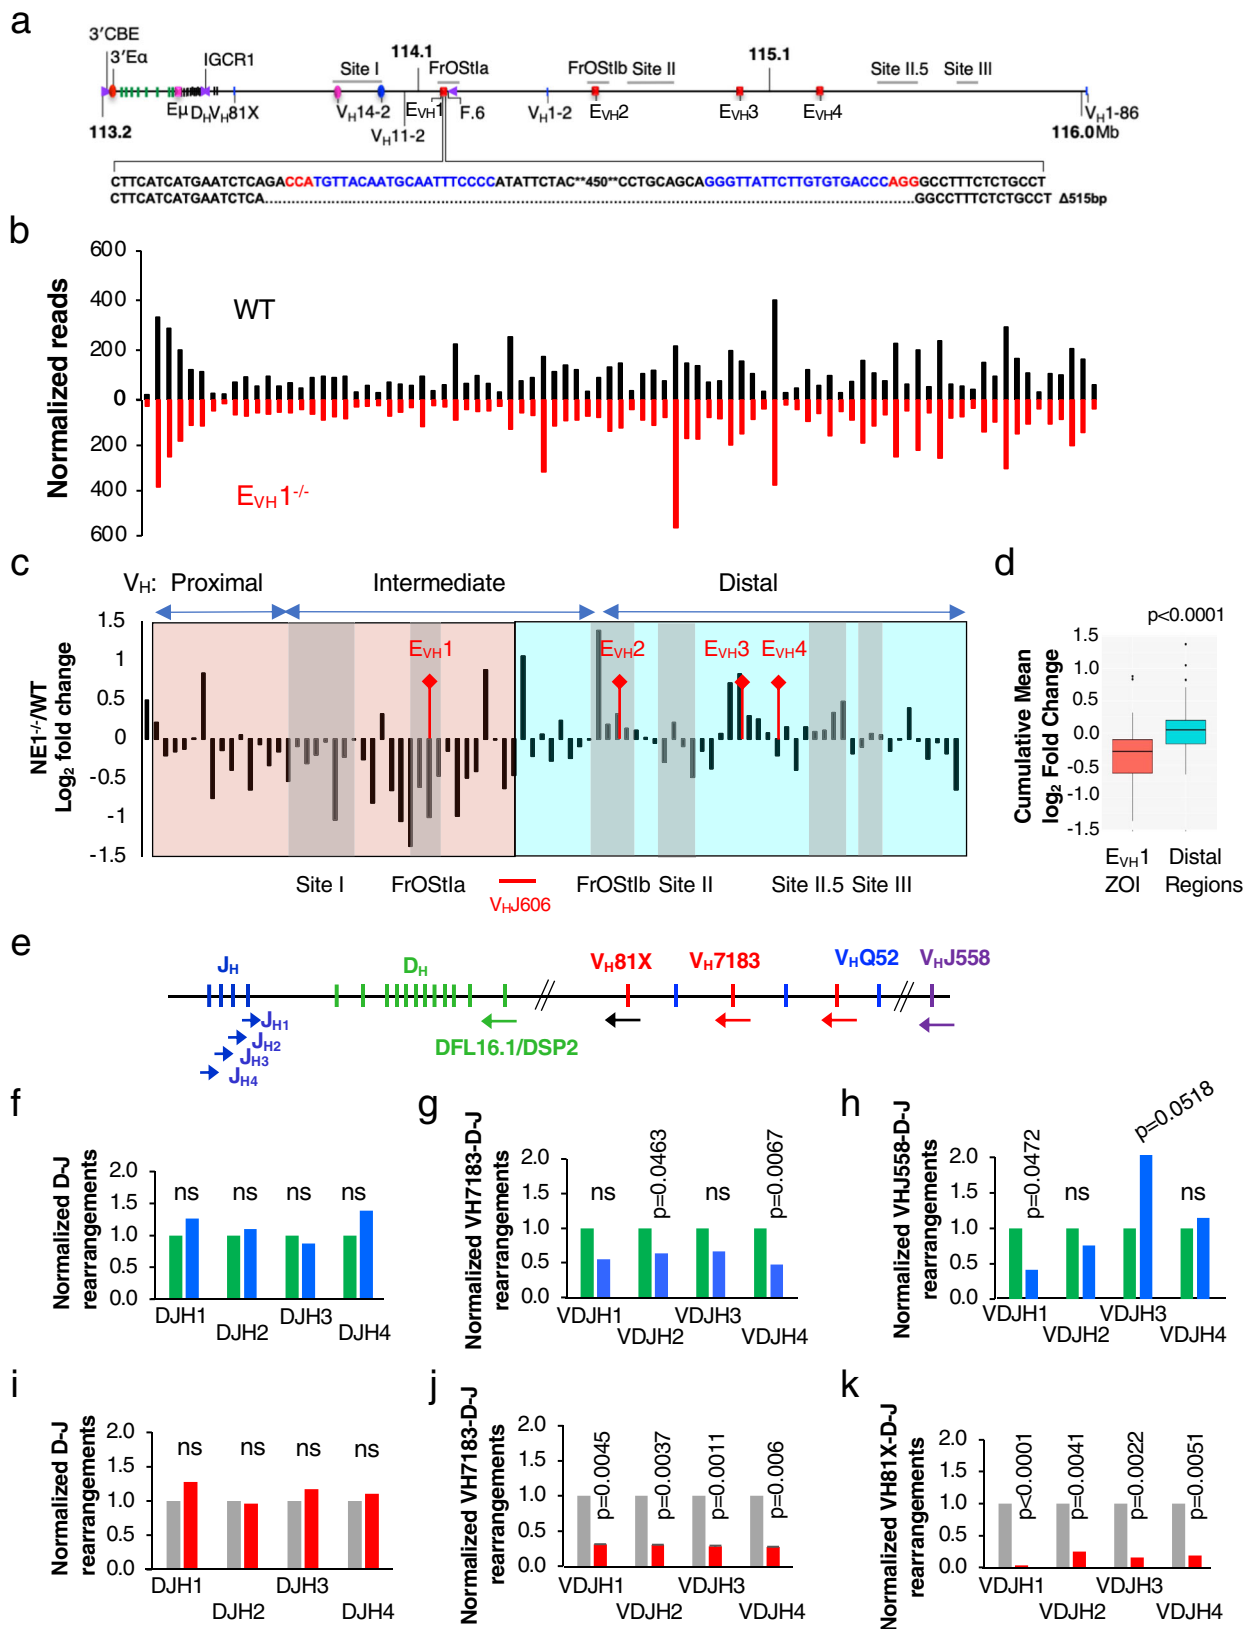 a
3′CBE
3′Eα
IGCR1
Site I
114.1
FrOStIa
FrOStIb Site II
115.1
Site II.5 Site III
Eμ DH VH81X
VH14-2
VH11-2
EVH1
F.6
VH1-2
EVH2
EVH3
EVH4
VH1-86
113.2
116.0 Mb
CTTCATCATGAATCTCAGACCATGTTACAATGCAATTTCCCCATATTCTAC**450**CCTGCAGCAGGGTTATTCTTGTGTGACCCAGGGCCTTTCTCTGCCT
CTTCATCATGAATCTCA........GGCCTTTCTCTGCCT Δ515bp
b
Normalized reads
600
400
200
0
200
400
600
WT
EVH1-/-
c
VH: Proximal Intermediate Distal
NE1-/-/WT
Log2 fold change
1.5
1
0.5
0
-0.5
-1
-1.5
EVH1
EVH2
EVH3
EVH4
Site I
FrOStIa
VHJ606
FrOStIb
Site II
Site II.5
Site III
d
p<0.0001
Cumulative Mean
log2 Fold Change
1.5
1.0
0.5
0.0
-0.5
-1.0
-1.5
EVH1
ZOI
Distal
Regions
e
JH
DH
VH81X
VH7183
VHQ52
VHJ558
JH1
JH2
JH3
JH4
DFL16.1/DSP2
f
Normalized D-J
rearrangements
2.0
1.5
1.0
0.5
0.0
ns
ns
ns
ns
DJH1
DJH2
DJH3
DJH4
g
Normalized VH7183-D-J
rearrangements
2.0
1.5
1.0
0.5
0.0
ns
p=0.0463
ns
p=0.0067
VDJH1
VDJH2
VDJH3
VDJH4
h
Normalized VHJ558-D-J
rearrangements
2.0
1.5
1.0
0.5
0.0
p=0.0472
ns
p=0.0518
ns
VDJH1
VDJH2
VDJH3
VDJH4
i
Normalized D-J
rearrangements
2.0
1.5
1.0
0.5
0.0
ns
ns
ns
ns
DJH1
DJH2
DJH3
DJH4
j
Normalized VH7183-D-J
rearrangements
2.0
1.5
1.0
0.5
0.0
p=0.0045
p=0.0037
p=0.0011
p=0.006
VDJH1
VDJH2
VDJH3
VDJH4
k
Normalized VH81X-D-J
rearrangements
2.0
1.5
1.0
0.5
0.0
p<0.0001
p=0.0041
p=0.0022
p=0.0051
VDJH1
VDJH2
VDJH3
VDJH4